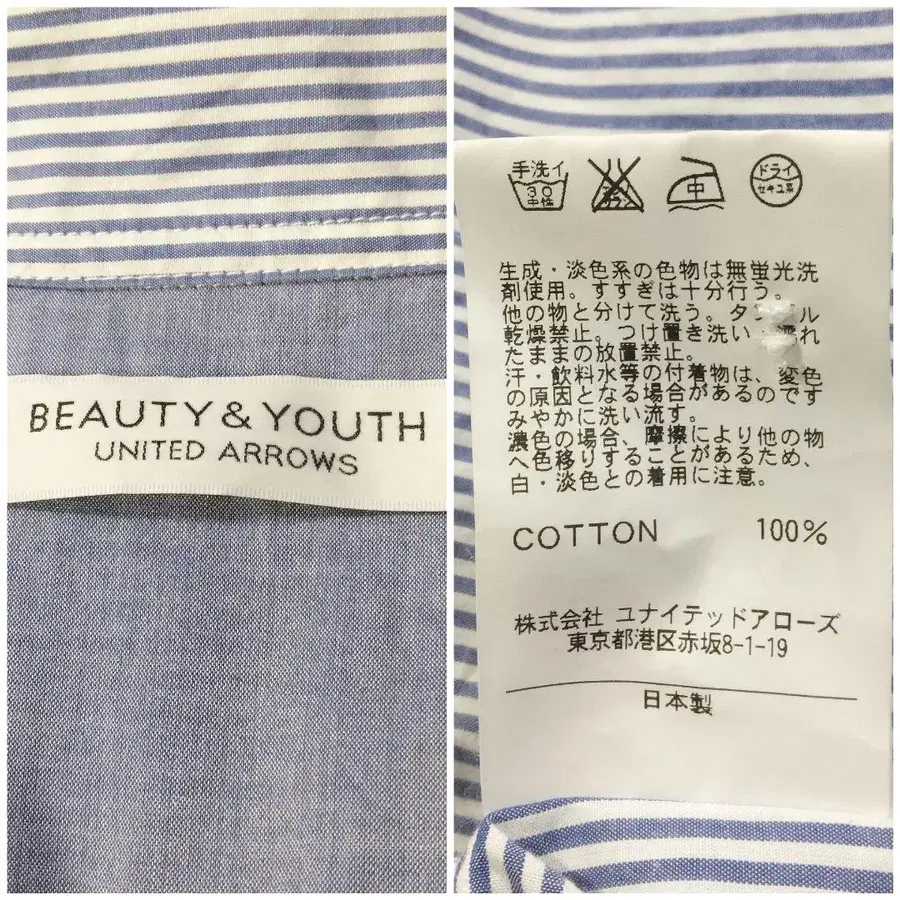 BEAUTY & YOUTH
UNITED ARROWS
手洗イ
30
中性
中
ドライ
セキユ系
生成・淡色系の色物は無蛍光洗
剤使用。すすぎは十分行う。
他の物と分けて洗う。タンブル
乾燥禁止。つけ置き洗い・濡れ
たままの放置禁止。
汗・飲料水等の付着物は、変色
の原因となる場合があるのです

みやかに洗い流す。
濃色の場合、摩擦により他の物
へ色移りすることがあるため、
白・淡色との着用に注意。
COTTON 100%
株式会社 ユナイテッドアローズ
東京都港区赤坂8-1-19
日本製